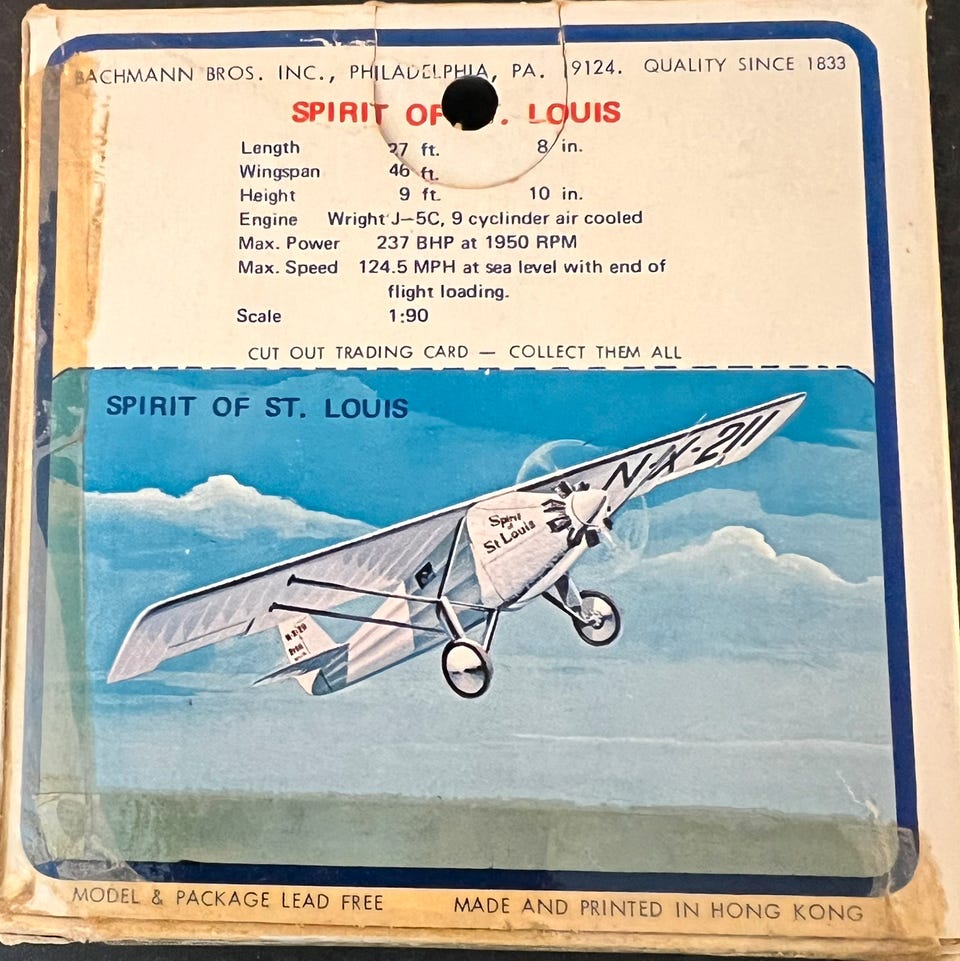 BACHMANN BROS. INC., PHILADELPHIA, PA. 19124. QUALITY SINCE 1833
SPIRIT OF ST. LOUIS
Length 27 ft. 8 in.
Wingspan 46 ft.
Height 9 ft. 10 in.
Engine Wright J-5C, 9 cyclinder air cooled
Max. Power 237 BHP at 1950 RPM
Max. Speed 124.5 MPH at sea level with end of
flight loading.
Scale 1:90
CUT OUT TRADING CARD — COLLECT THEM ALL
SPIRIT OF ST. LOUIS
N-X-211
Spirit
of
St Louis
MODEL & PACKAGE LEAD FREE MADE AND PRINTED IN HONG KONG